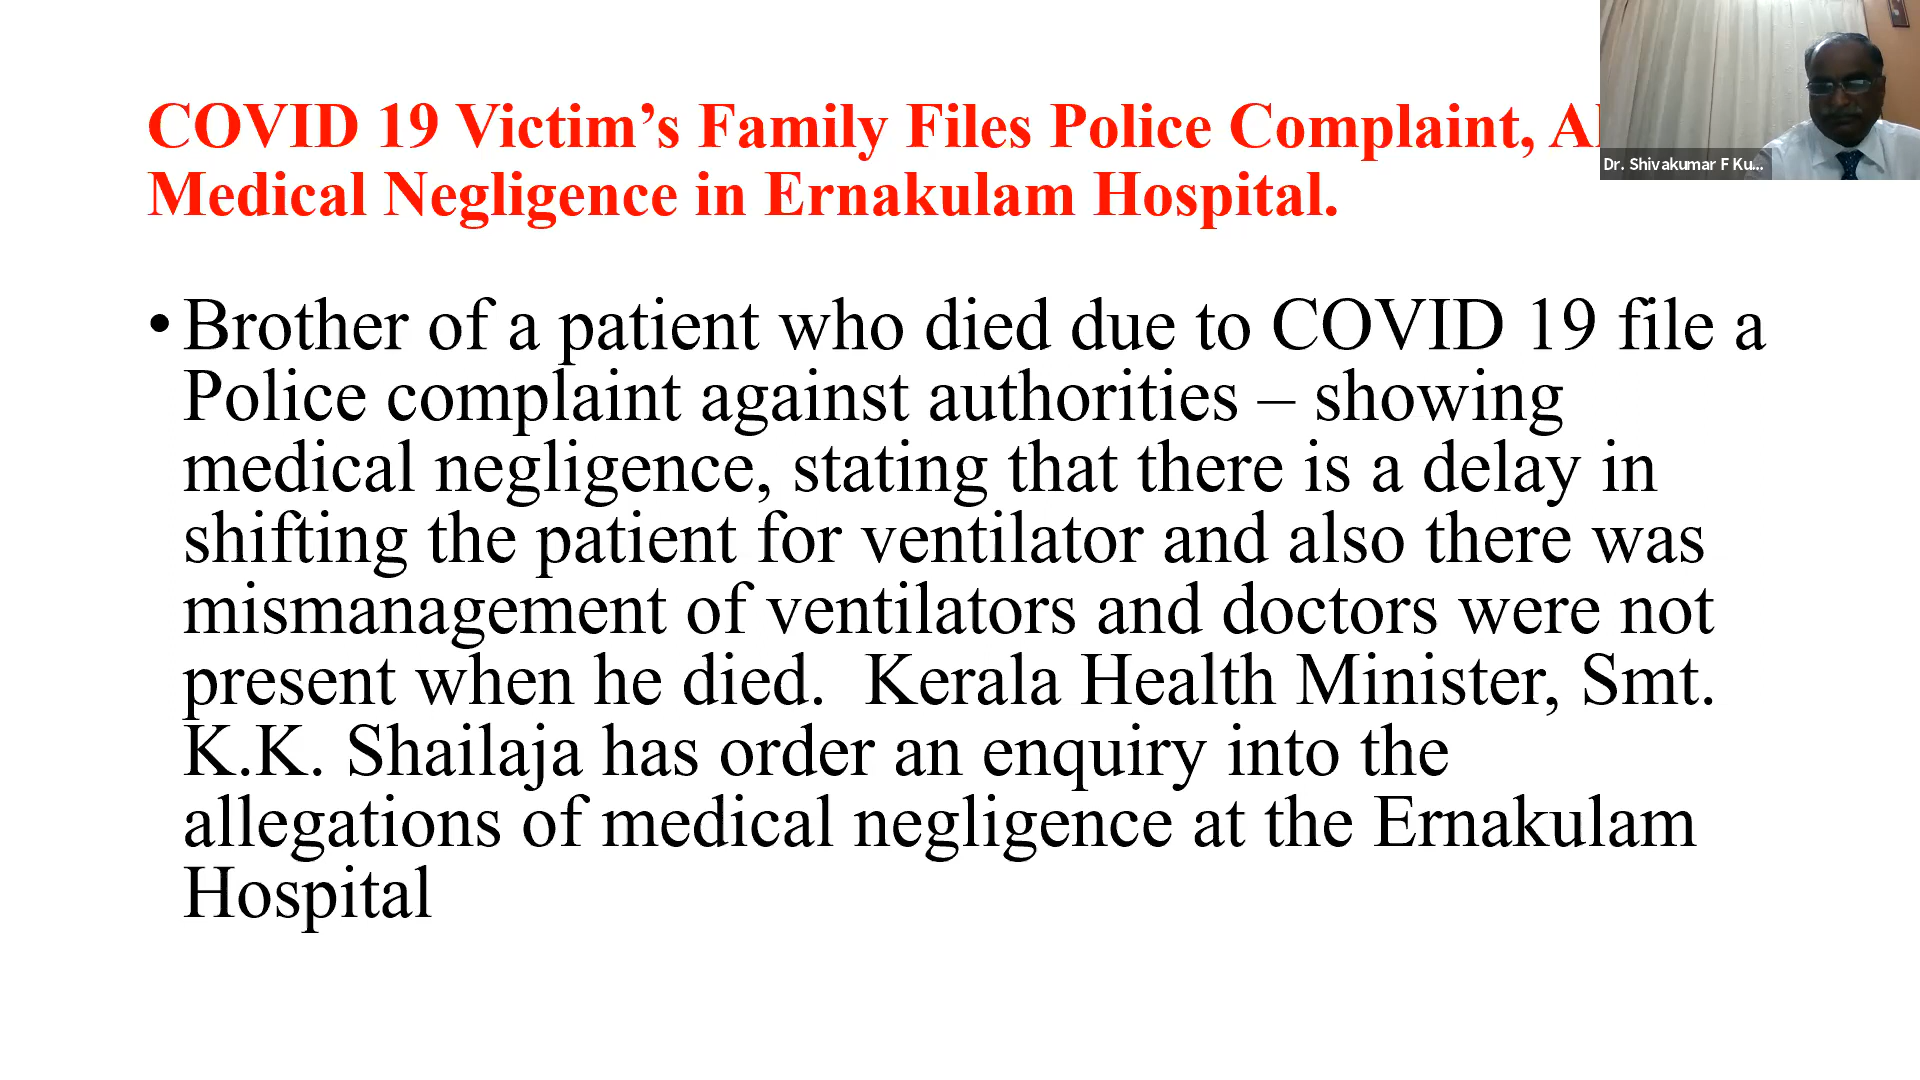 COVID 19 Victim’s Family Files Police Complaint,
Medical Negligence in Ernakulam Hospital.
Dr. Shivakumar F Ku...
• Brother of a patient who died due to COVID 19 file a
Police complaint against authorities – showing
medical negligence, stating that there is a delay in
shifting the patient for ventilator and also there was
mismanagement of ventilators and doctors were not
present when he died.  Kerala Health Minister, Smt.
K.K. Shailaja has order an enquiry into the
allegations of medical negligence at the Ernakulam
Hospital